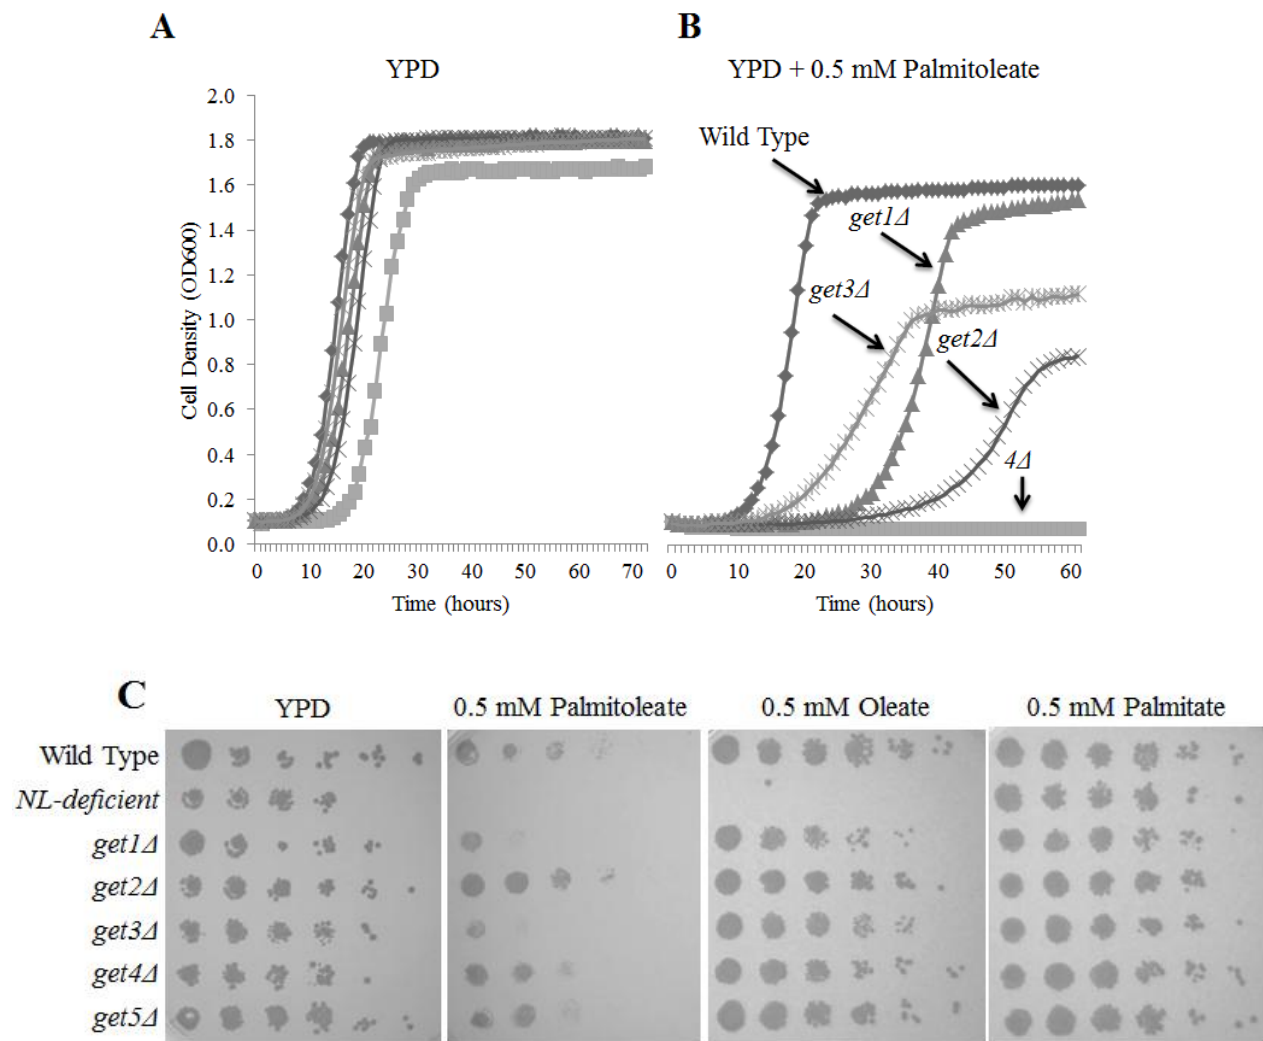 A
B
YPD
YPD + 0.5 mM Palmitoleate
Cell Density (OD600)
2.0
1.8
1.6
1.4
1.2
1.0
0.8
0.6
0.4
0.2
0.0
0 10 20 30 40 50 60 70
Time (hours)
Wild Type
get1Δ
get3Δ
get2Δ
4Δ
0 10 20 30 40 50 60
Time (hours)
C
YPD
0.5 mM Palmitoleate
0.5 mM Oleate
0.5 mM Palmitate
Wild Type
NL-deficient
get1Δ
get2Δ
get3Δ
get4Δ
get5Δ